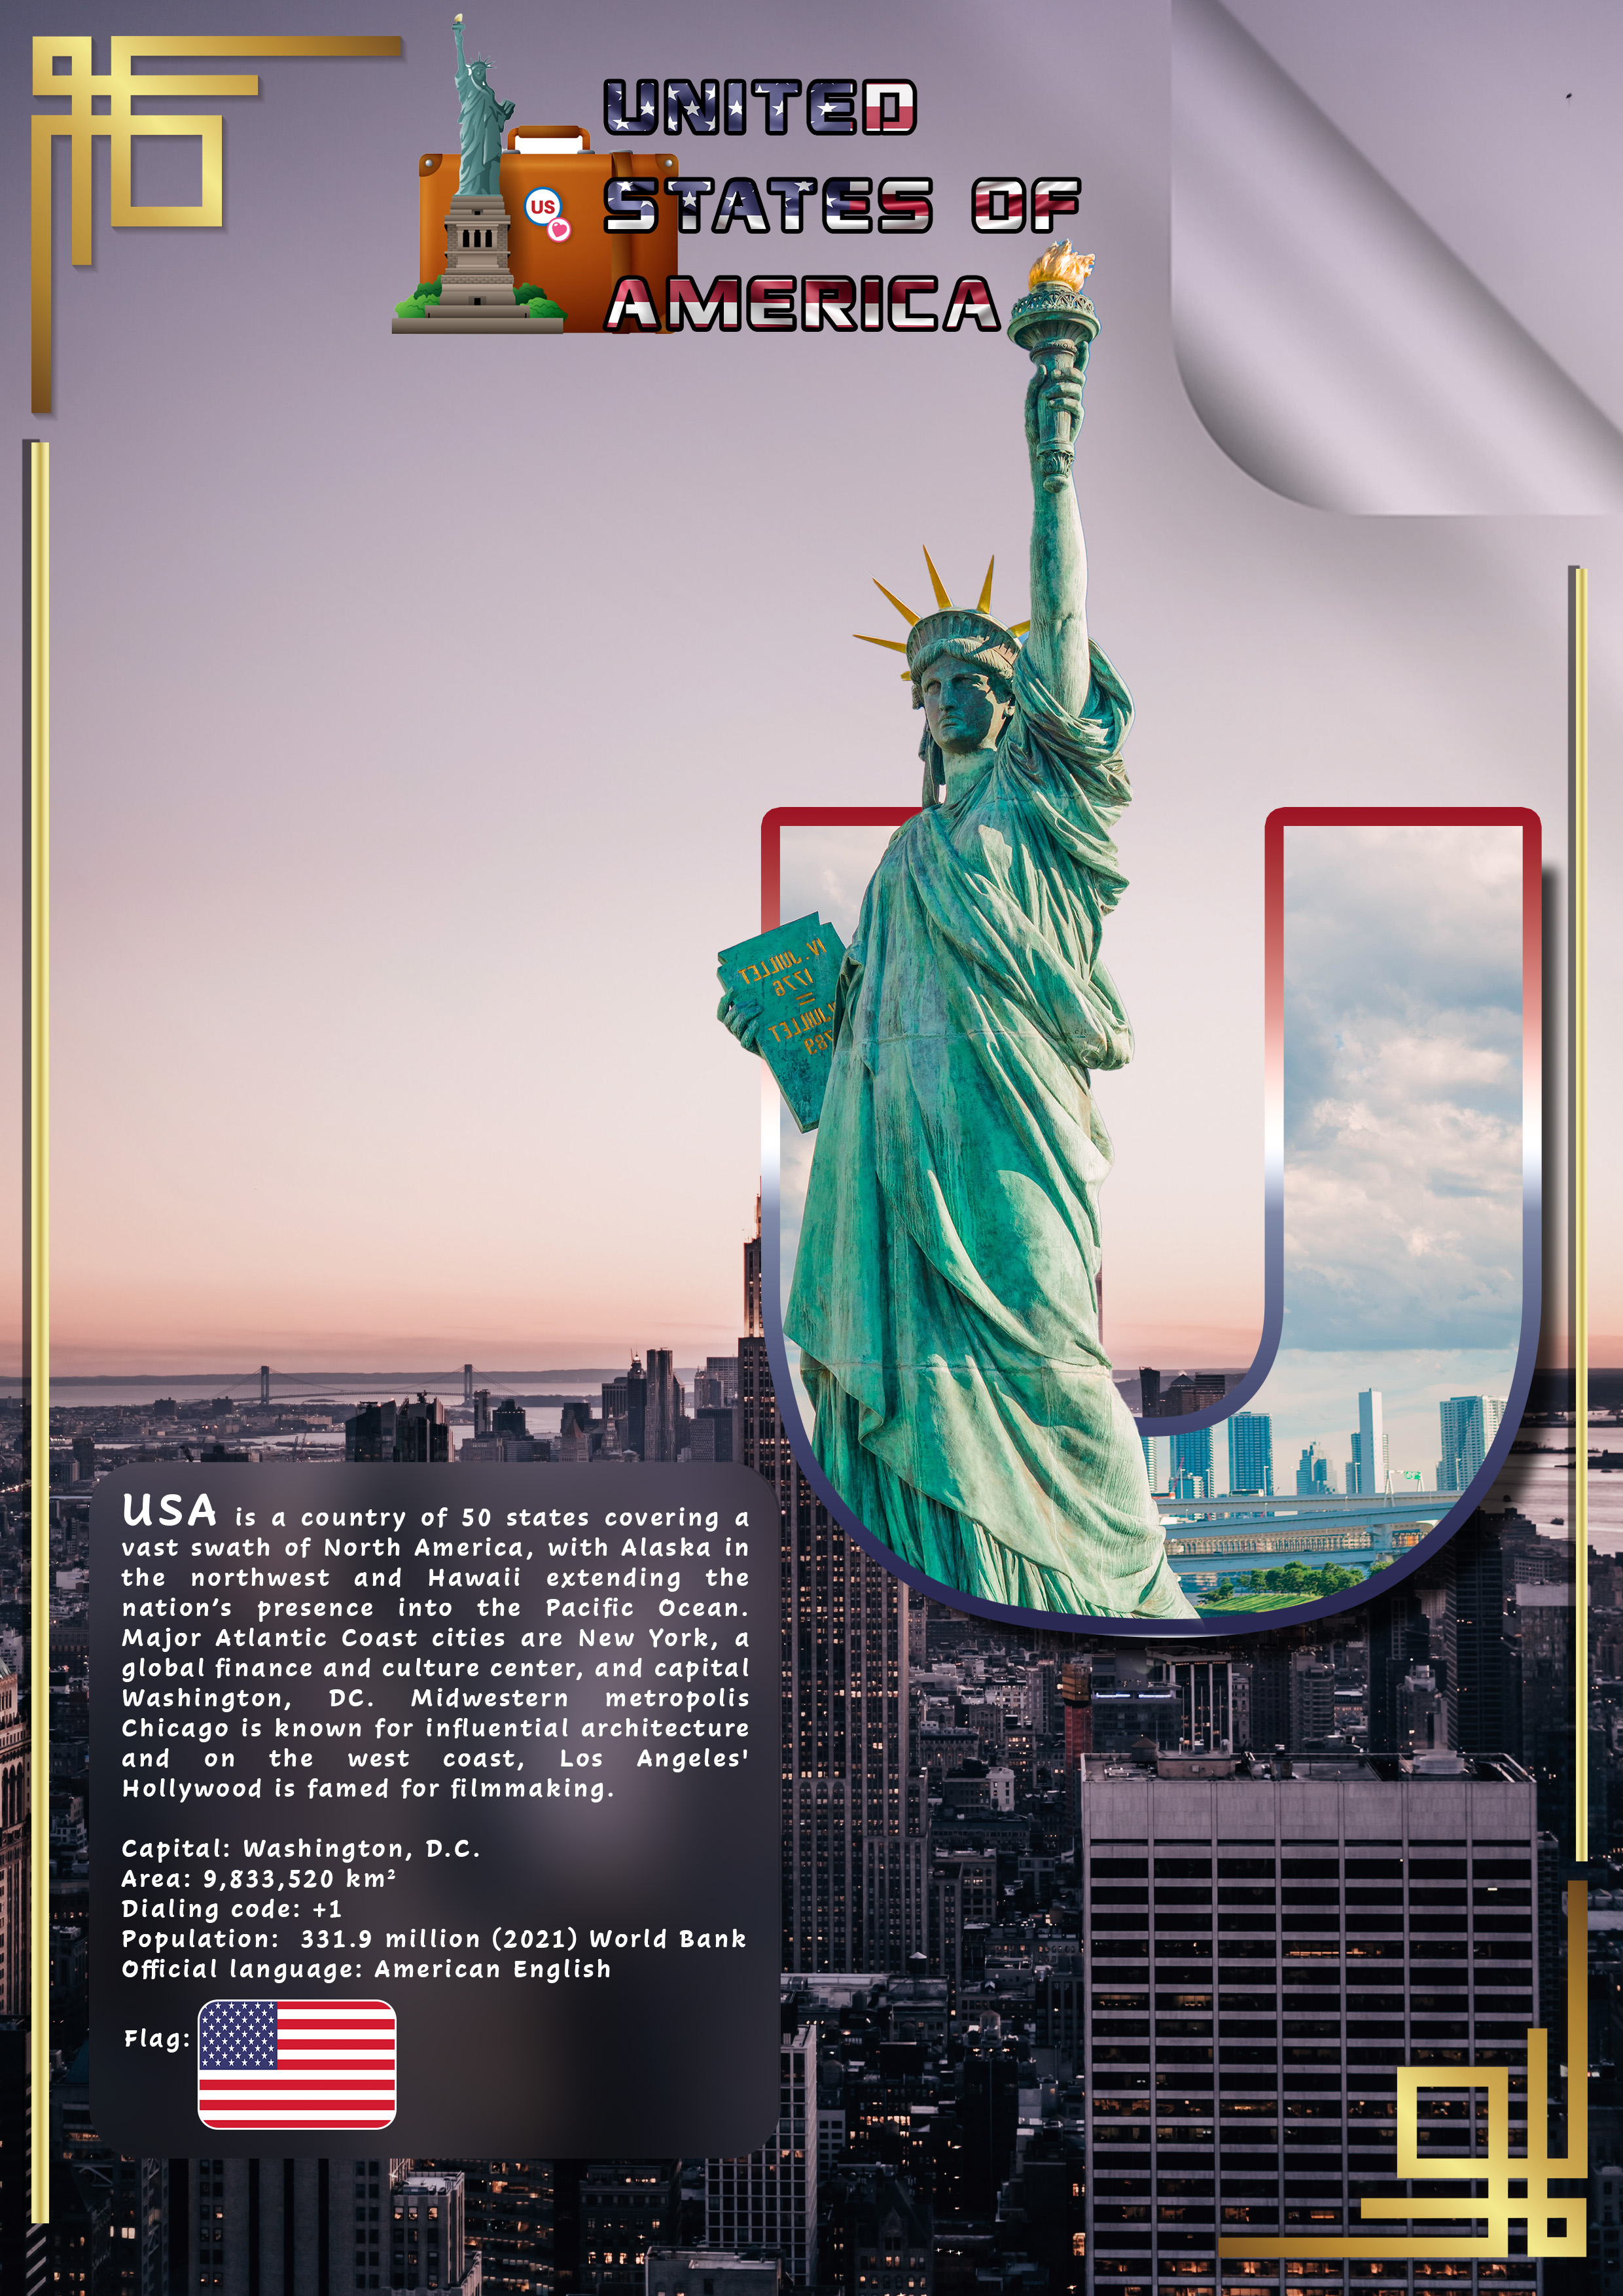 UNITED
STATES OF
AMERICA
US
IV. JUILLET
1776
=
JUILLET
USA is a country of 50 states covering a
vast swath of North America, with Alaska in
the northwest and Hawaii extending the
nation’s presence into the Pacific Ocean.
Major Atlantic Coast cities are New York, a
global finance and culture center, and capital
Washington, DC. Midwestern metropolis
Chicago is known for influential architecture
and on the west coast, Los Angeles'
Hollywood is famed for filmmaking.
Capital: Washington, D.C.
Area: 9,833,520 km²
Dialing code: +1
Population: 331.9 million (2021) World Bank
Official language: American English
Flag: